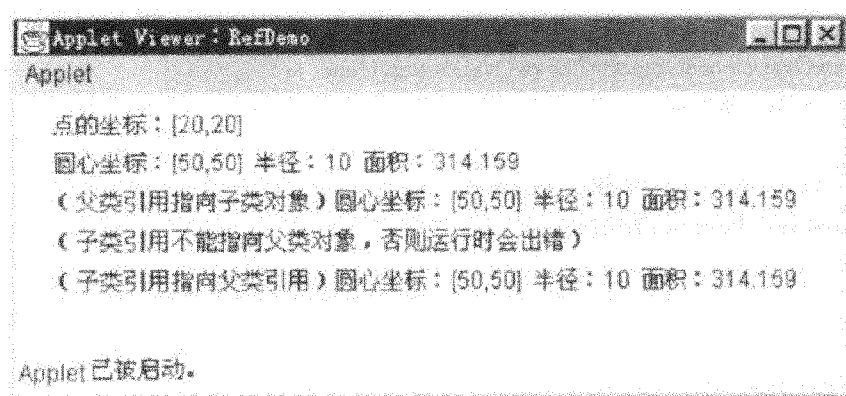 Applet Viewer：RefDemo
Applet
点的坐标：[20,20]
圆心坐标：[50,50] 半径：10 面积：314.159
（父类引用指向子类对象）圆心坐标：[50,50] 半径：10 面积：314.159
（子类引用不能指向父类对象，否则运行时会出错）
（子类引用指向父类引用）圆心坐标：[50,50] 半径：10 面积：314.159
Applet 已被启动。